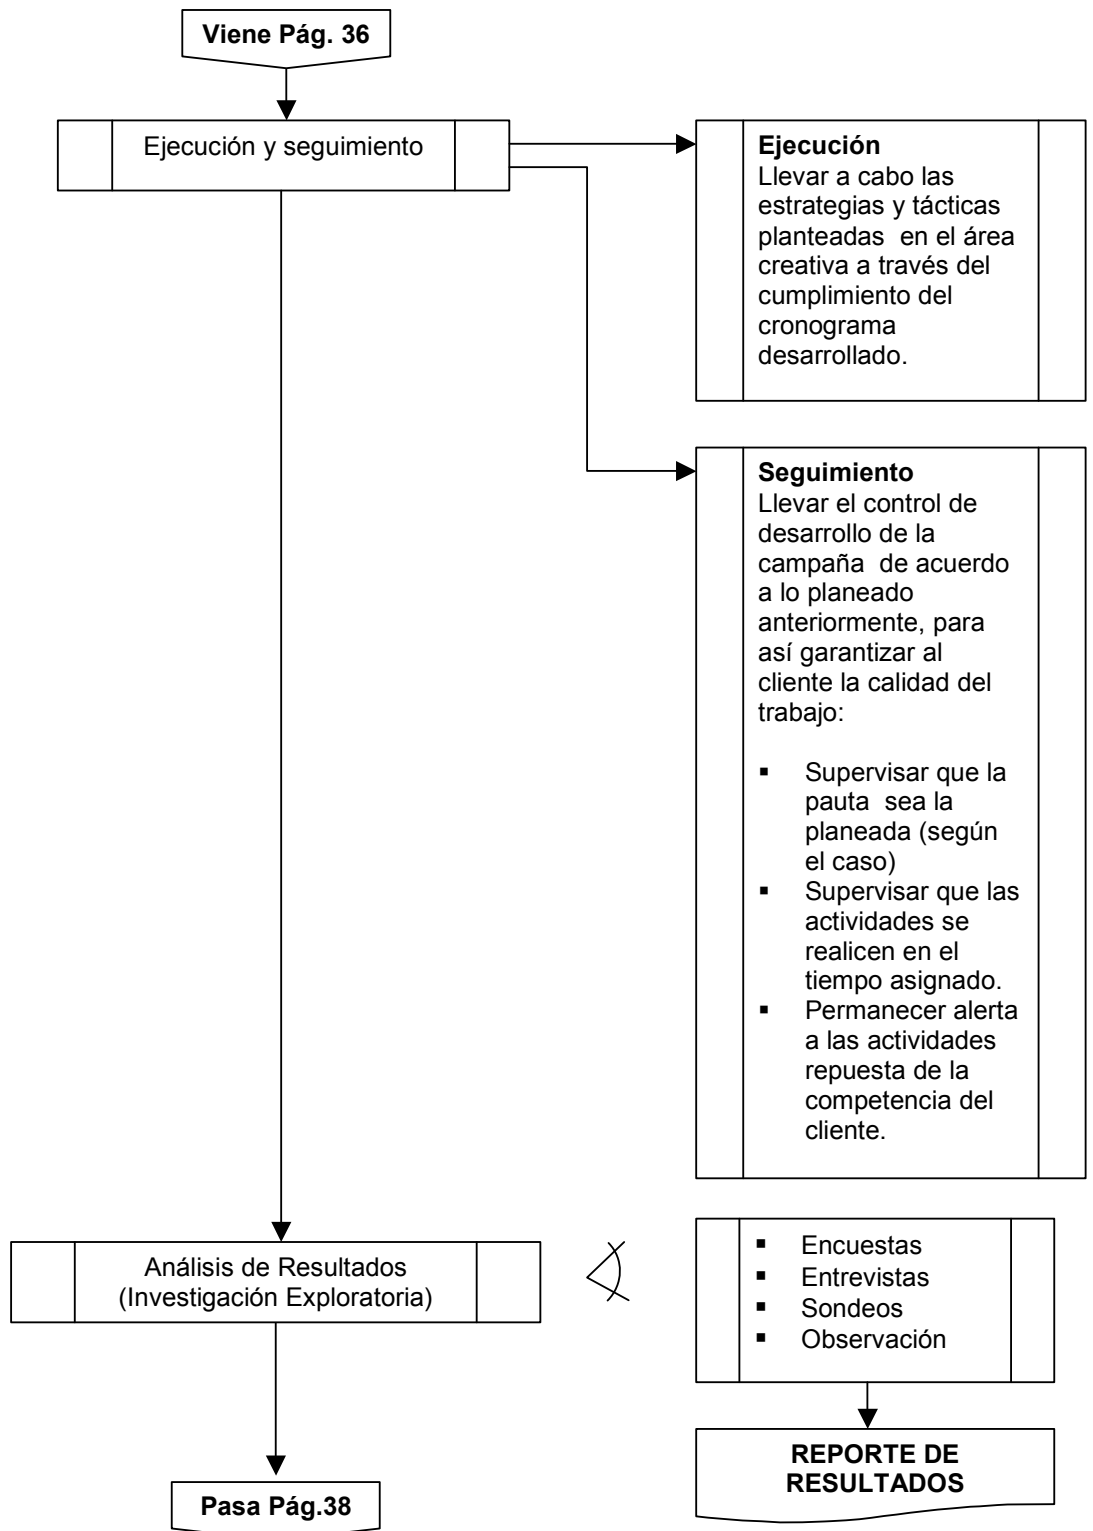 Viene Pág. 36
Ejecución y seguimiento
Ejecución
Llevar a cabo las
estrategias y tácticas
planteadas en el área
creativa a través del
cumplimiento del
cronograma
desarrollado.
Seguimiento
Llevar el control de
desarrollo de la
campaña de acuerdo
a lo planeado
anteriormente, para
así garantizar al
cliente la calidad del
trabajo:
▪ Supervisar que la
pauta sea la
planeada (según
el caso)
▪ Supervisar que las
actividades se
realicen en el
tiempo asignado.
▪ Permanecer alerta
a las actividades
repuesta de la
competencia del
cliente.
Análisis de Resultados
(Investigación Exploratoria)
▪ Encuestas
▪ Entrevistas
▪ Sondeos
▪ Observación
REPORTE DE
RESULTADOS
Pasa Pág.38